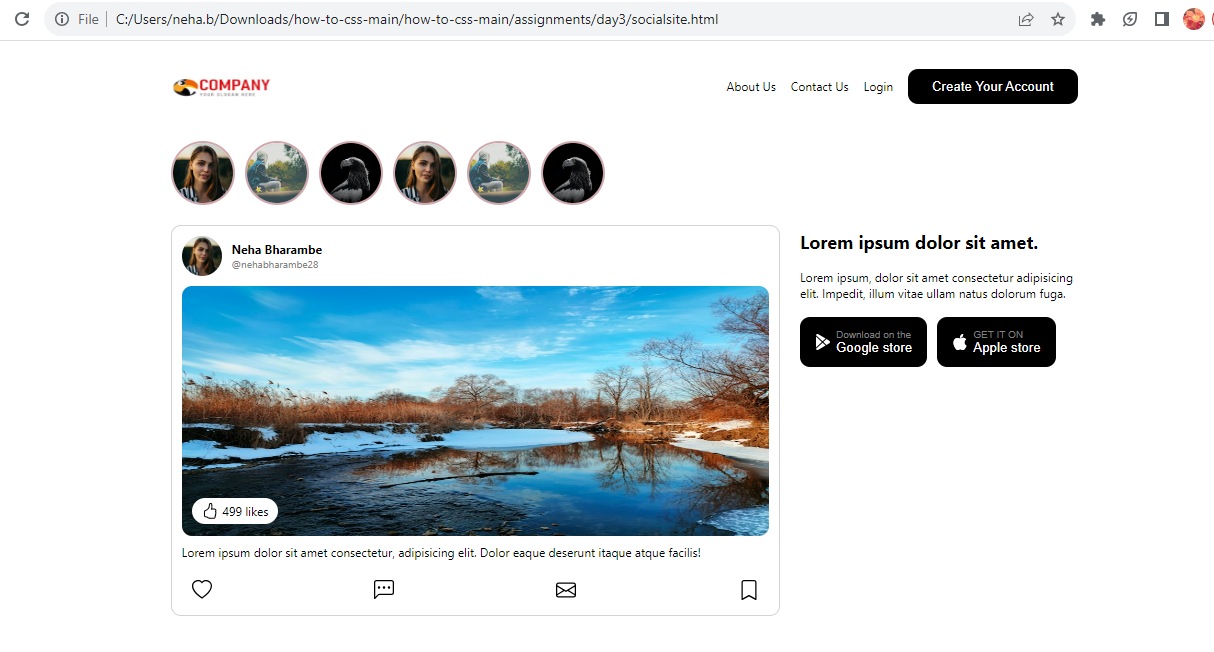 File C:/Users/neha.b/Downloads/how-to-css-main/how-to-css-main/assignments/day3/socialsite.html
COMPANY
YOUR SLOGAN HERE
About Us Contact Us Login Create Your Account
Neha Bharambe
@nehabharambe28
499 likes
Lorem ipsum dolor sit amet consectetur, adipisicing elit. Dolor eaque deserunt itaque atque facilis!
Lorem ipsum dolor sit amet.
Lorem ipsum, dolor sit amet consectetur adipisicing
elit. Impedit, illum vitae ullam natus dolorum fuga.
Download on the
Google store
GET IT ON
Apple store